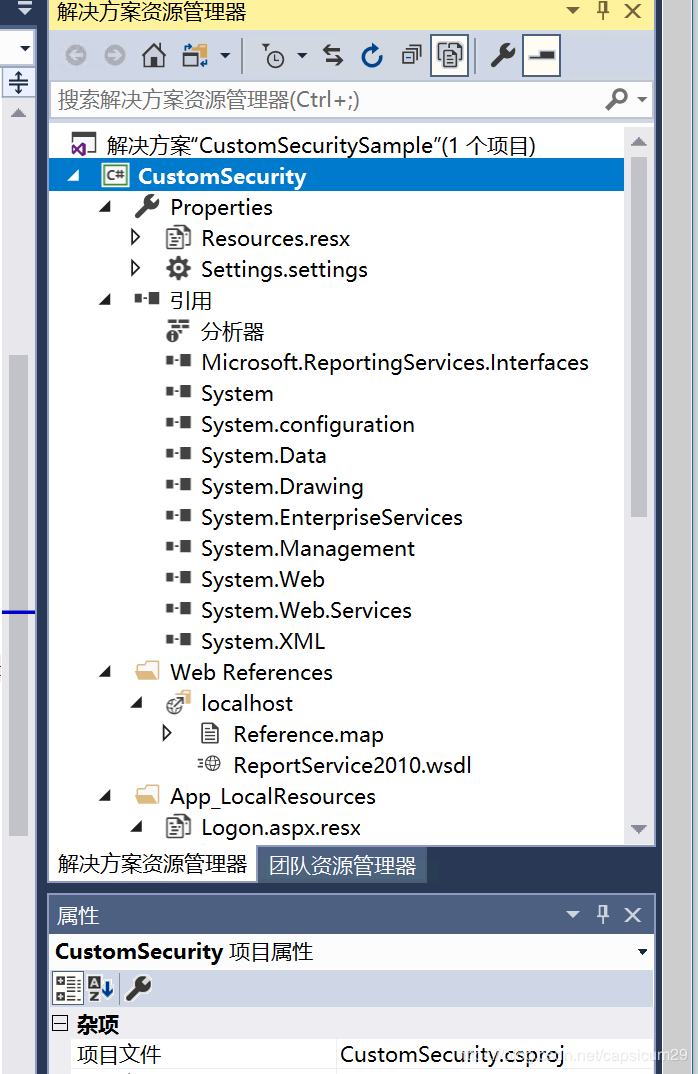 解决方案资源管理器
搜索解决方案资源管理器(Ctrl+;)
解决方案“CustomSecuritySample”(1 个项目)
C# CustomSecurity
Properties
Resources.resx
Settings.settings
引用
分析器
Microsoft.ReportingServices.Interfaces
System
System.configuration
System.Data
System.Drawing
System.EnterpriseServices
System.Management
System.Web
System.Web.Services
System.XML
Web References
localhost
Reference.map
ReportService2010.wsdl
App_LocalResources
Logon.aspx.resx
解决方案资源管理器 团队资源管理器
属性
CustomSecurity 项目属性
杂项
项目文件 CustomSecurity.csproj